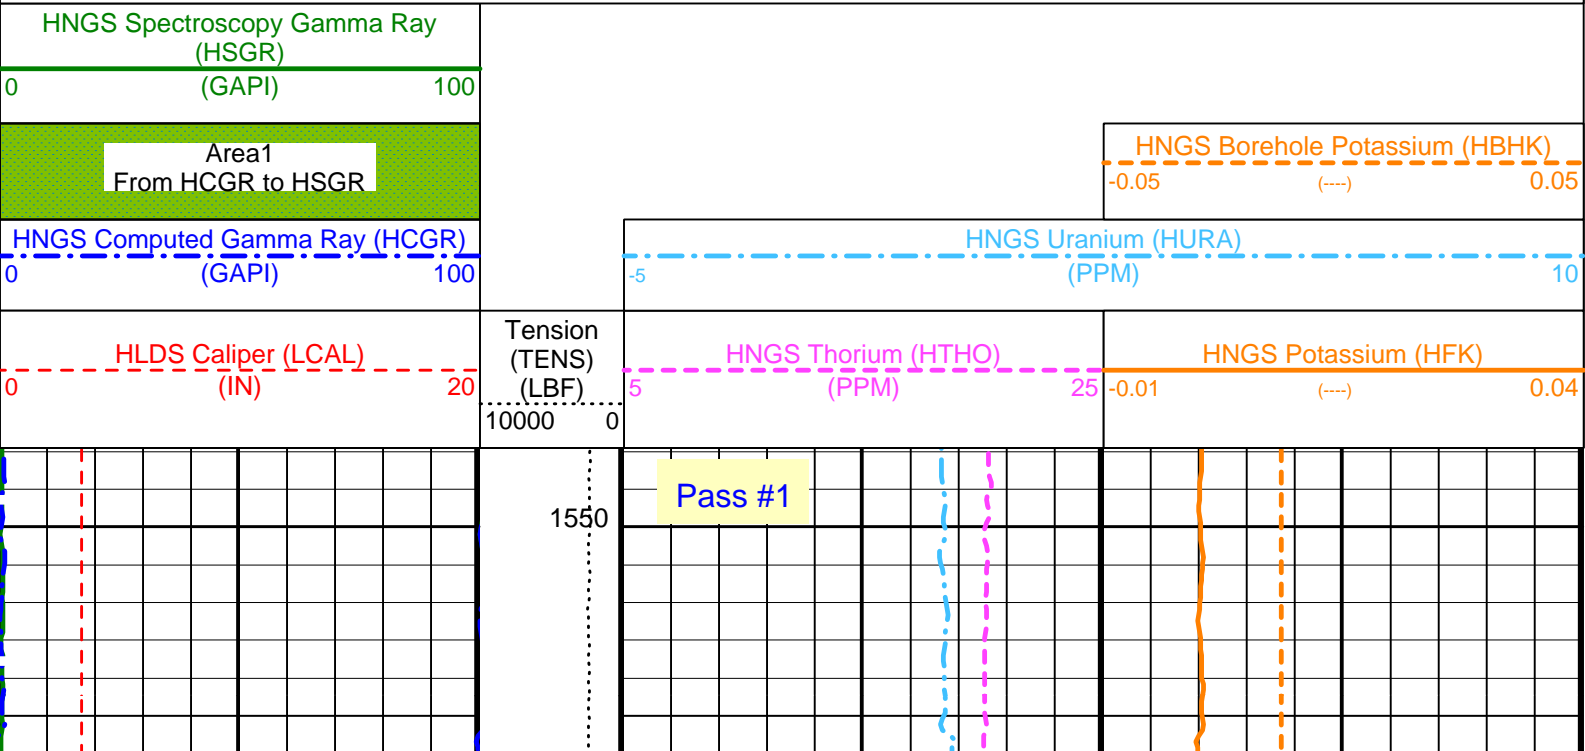 HNGS Spectroscopy Gamma Ray
(HSGR)
0 (GAPI) 100
Area1
From HCGR to HSGR
HNGS Borehole Potassium (HBHK)
-0.05 (----) 0.05
HNGS Computed Gamma Ray (HCGR)
0 (GAPI) 100
HNGS Uranium (HURA)
-5 (PPM) 10
HLDS Caliper (LCAL)
0 (IN) 20
Tension
(TENS)
(LBF)
10000 0
HNGS Thorium (HTHO)
5 (PPM) 25
HNGS Potassium (HFK)
-0.01 (----) 0.04
Pass #1
1550